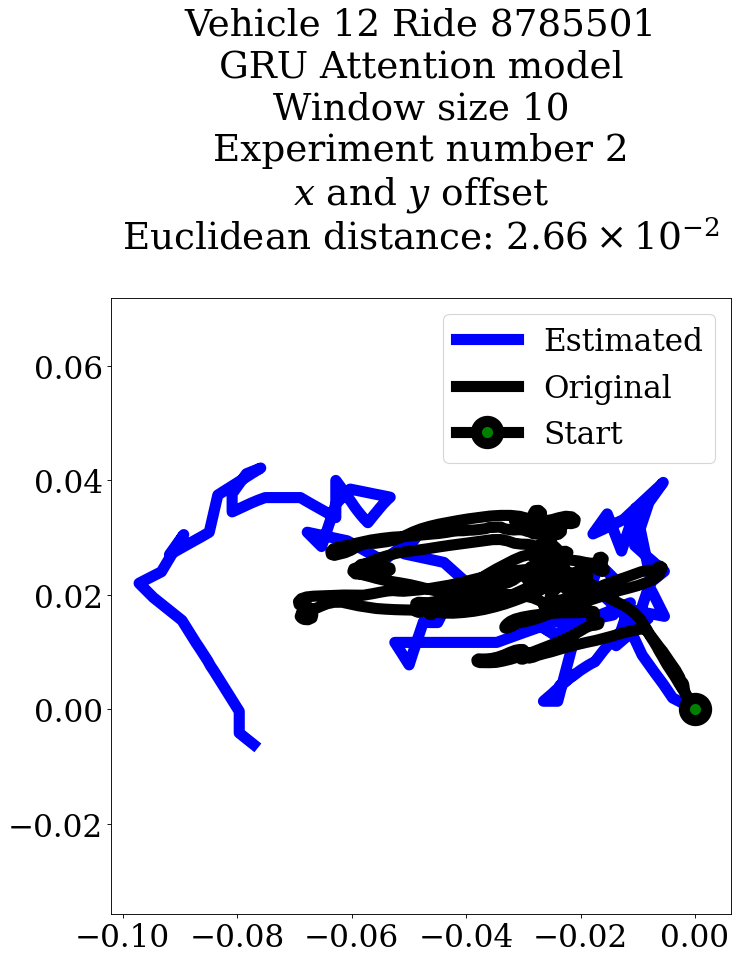 Vehicle 12 Ride 8785501
GRU Attention model
Window size 10
Experiment number 2
x and y offset
Euclidean distance: 2.66 × 10⁻²
Estimated
Original
Start
0.06
0.04
0.02
0.00
−0.02
−0.10 −0.08 −0.06 −0.04 −0.02 0.00